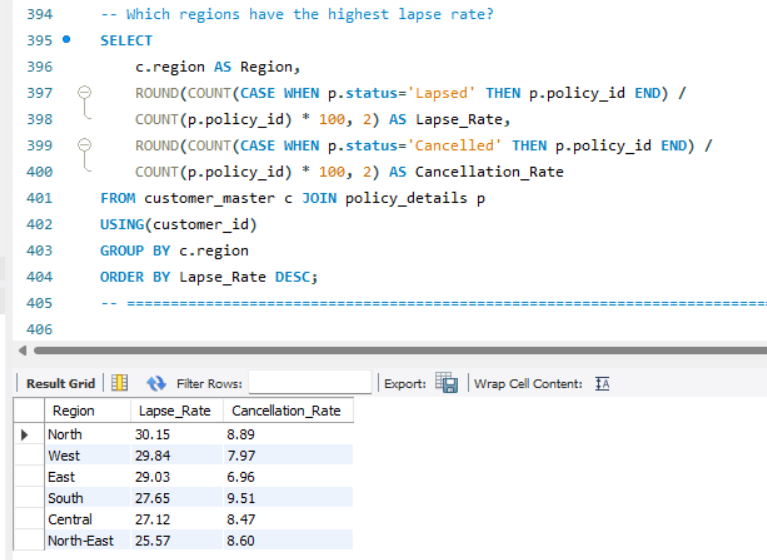 394 -- Which regions have the highest lapse rate?
395 SELECT
396 c.region AS Region,
397 ROUND(COUNT(CASE WHEN p.status='Lapsed' THEN p.policy_id END) /
398 COUNT(p.policy_id) * 100, 2) AS Lapse_Rate,
399 ROUND(COUNT(CASE WHEN p.status='Cancelled' THEN p.policy_id END) /
400 COUNT(p.policy_id) * 100, 2) AS Cancellation_Rate
401 FROM customer_master c JOIN policy_details p
402 USING(customer_id)
403 GROUP BY c.region
404 ORDER BY Lapse_Rate DESC;
405 -- ==========================================================================
406
Result Grid Filter Rows: Export: Wrap Cell Content: IA
Region Lapse_Rate Cancellation_Rate
North 30.15 8.89
West 29.84 7.97
East 29.03 6.96
South 27.65 9.51
Central 27.12 8.47
North-East 25.57 8.60